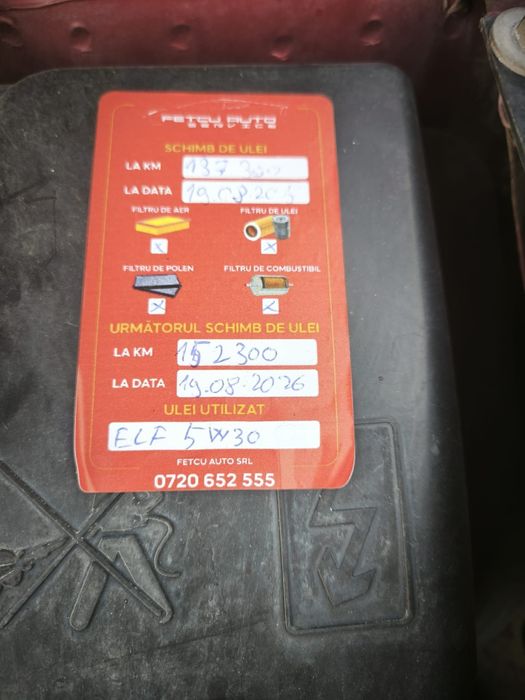 FETCU AUTO
SERVICE
SCHIMB DE ULEI
LA KM 137 300
LA DATA
FILTRU DE AER FILTRU DE ULEI
x x
FILTRU DE POLEN FILTRU DE COMBUSTIBIL
x x
URMĂTORUL SCHIMB DE ULEI
LA KM 152300
LA DATA 19.08.2026
ULEI UTILIZAT
ELF 5W30
FETCU AUTO SRL
0720 652 555